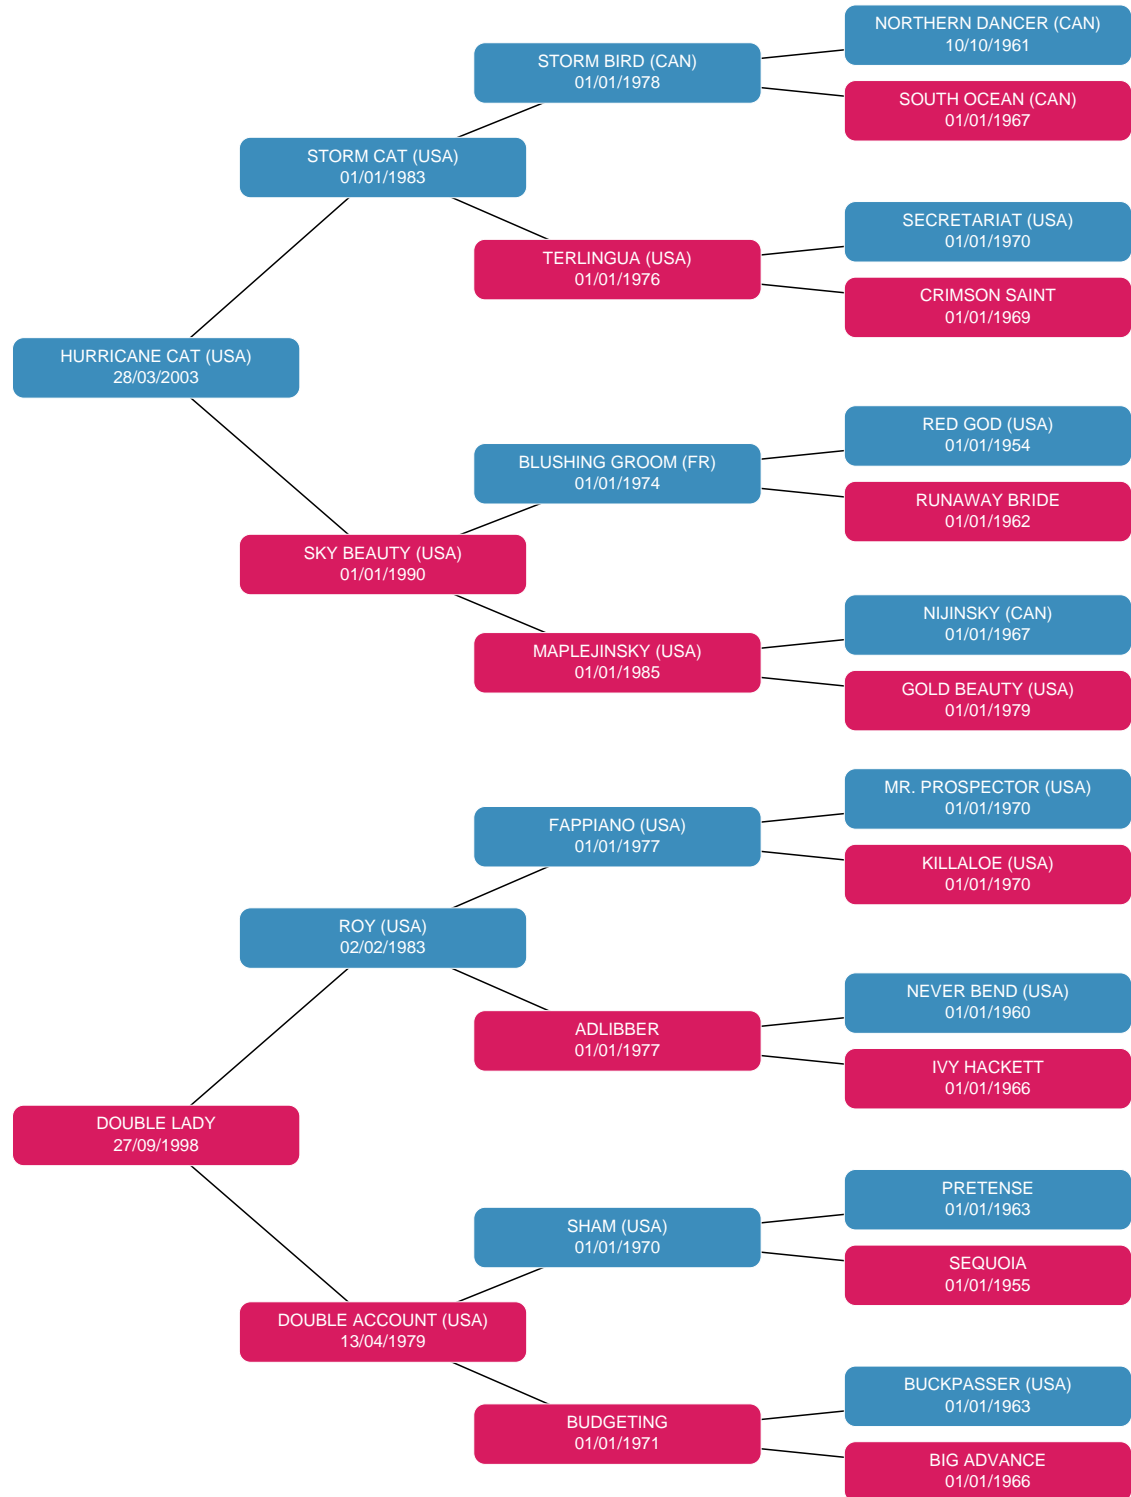 NORTHERN DANCER (CAN)
10/10/1961
STORM BIRD (CAN)
01/01/1978
SOUTH OCEAN (CAN)
01/01/1967
STORM CAT (USA)
01/01/1983
SECRETARIAT (USA)
01/01/1970
TERLINGUA (USA)
01/01/1976
CRIMSON SAINT
01/01/1969
HURRICANE CAT (USA)
28/03/2003
RED GOD (USA)
01/01/1954
BLUSHING GROOM (FR)
01/01/1974
RUNAWAY BRIDE
01/01/1962
SKY BEAUTY (USA)
01/01/1990
NIJINSKY (CAN)
01/01/1967
MAPLEJINSKY (USA)
01/01/1985
GOLD BEAUTY (USA)
01/01/1979
MR. PROSPECTOR (USA)
01/01/1970
FAPPIANO (USA)
01/01/1977
KILLALOE (USA)
01/01/1970
ROY (USA)
02/02/1983
NEVER BEND (USA)
01/01/1960
ADLIBBER
01/01/1977
IVY HACKETT
01/01/1966
DOUBLE LADY
27/09/1998
PRETENSE
01/01/1963
SHAM (USA)
01/01/1970
SEQUOIA
01/01/1955
DOUBLE ACCOUNT (USA)
13/04/1979
BUCKPASSER (USA)
01/01/1963
BUDGETING
01/01/1971
BIG ADVANCE
01/01/1966